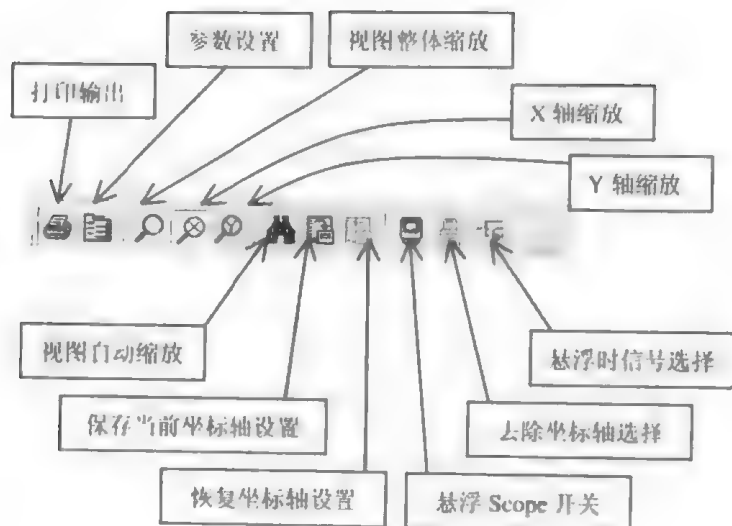 参数设置
视图整体缩放
打印输出
X 轴缩放
Y 轴缩放
视图自动缩放
悬浮时信号选择
保存当前坐标轴设置
去除坐标轴选择
恢复坐标轴设置
悬浮 Scope 开关